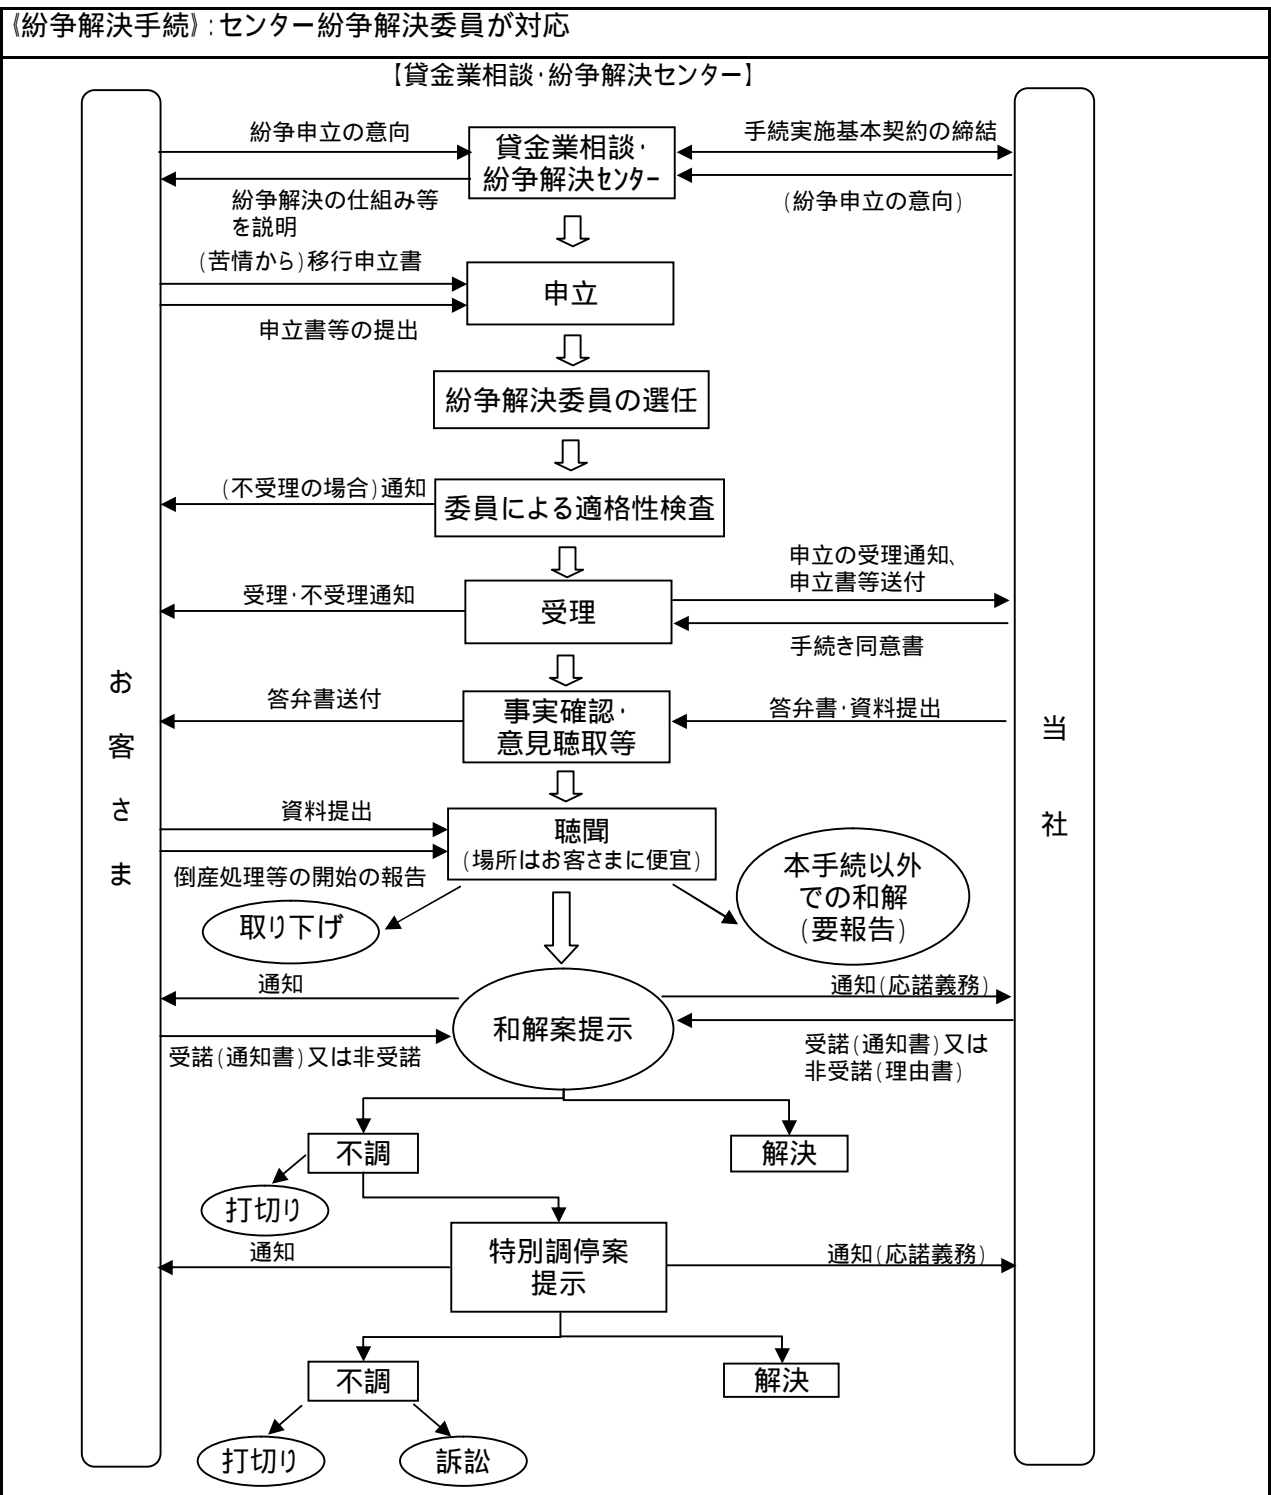 《紛争解決手続》:センター紛争解決委員が対応
【貸金業相談・紛争解決センター】
紛争申立の意向
貸金業相談・
紛争解決センター
手続実施基本契約の締結
紛争解決の仕組み等
を説明
(紛争申立の意向)
(苦情から)移行申立書
申立
申立書等の提出
紛争解決委員の選任
(不受理の場合)通知
委員による適格性検査
申立の受理通知、
申立書等送付
受理・不受理通知
受理
手続き同意書
お客さま
当社
答弁書送付
事実確認・
意見聴取等
答弁書・資料提出
資料提出
聴聞
(場所はお客さまに便宜)
倒産処理等の開始の報告
取り下げ
本手続以外
での和解
(要報告)
通知
通知(応諾義務)
和解案提示
受諾(通知書)又は非受諾
受諾(通知書)又は
非受諾(理由書)
不調
解決
打切り
通知
特別調停案
提示
通知(応諾義務)
不調
解決
打切り
訴訟